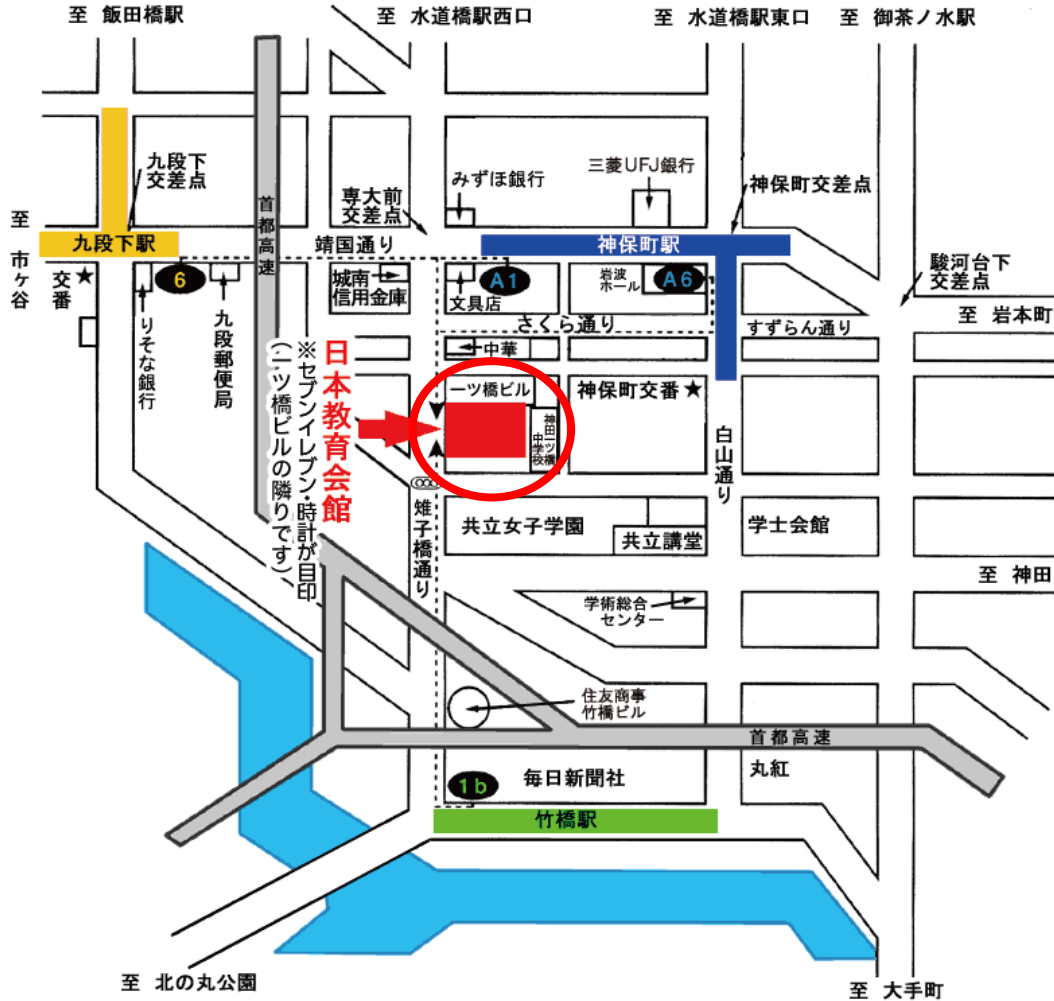 至 飯田橋駅
至 水道橋駅西口
至 水道橋駅東口
至 御茶ノ水駅
九段下
交差点
首都高速
専大前
交差点
みずほ銀行
三菱UFJ銀行
神保町交差点
至 市ヶ谷
九段下駅
靖国通り
神保町駅
交番★
6
城南
信用金庫
文具店
A1
岩波
ホール
A6
駿河台下
交差点
りそな銀行
九段郵便局
さくら通り
すずらん通り
至 岩本町
中華
日本教育会館
※セブンイレブン・時計が目印
(一ツ橋ビルの隣りです)
一ツ橋ビル
神田一ツ橋
中学校
神保町交番★
白山通り
雉子橋通り
共立女子学園
共立講堂
学士会館
至 神田
学術総合
センター
住友商事
竹橋ビル
首都高速
丸紅
1b
毎日新聞社
竹橋駅
至 北の丸公園
至 大手町